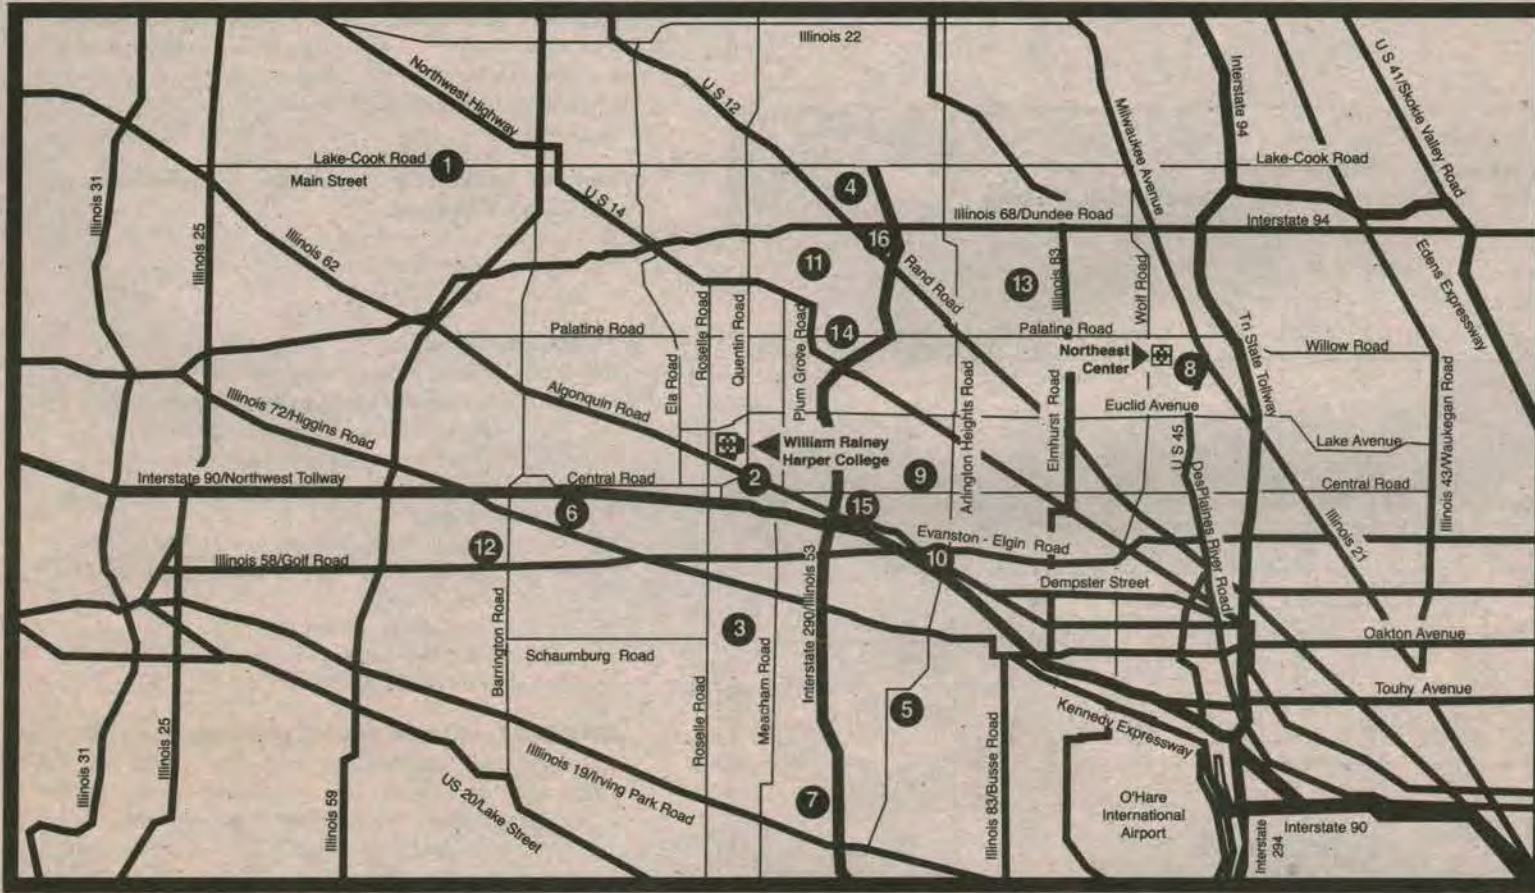 Illinois 22
Northwest Highway
U S 12
Interstate 94
U S 41/Skokie Valley Road
Milwaukee Avenue
Lake-Cook Road
Main Street
1
Lake-Cook Road
Illinois 31
Illinois 25
Illinois 62
U S 14
4
Illinois 68/Dundee Road
Interstate 94
16
11
Rand Road
13
Illinois 83
Wolf Road
Edens Expressway
Palatine Road
Ela Road
Roselle Road
Quentin Road
Plum Grove Road
14
Palatine Road
Northeast
Center
8
Tri State Tollway
Willow Road
Illinois 72/Higgins Road
Algonquin Road
Arlington Heights Road
Elmhurst Road
Euclid Avenue
U S 45
Lake Avenue
Illinois 43/Waukegan Road
William Rainey
Harper College
Interstate 90/Northwest Tollway
Central Road
2
9
Central Road
6
15
DesPlaines River Road
Illinois 21
12
Illinois 58/Golf Road
Evanston - Elgin Road
10
Dempster Street
Barrington Road
Interstate 290/Illinois 53
3
Meacham Road
Schaumburg Road
Oakton Avenue
Touhy Avenue
Illinois 31
Illinois 25
Roselle Road
5
Kennedy Expressway
Illinois 59
US 20/Lake Street
Illlinois 19/Irving Park Road
7
Illinois 83/Busse Road
O'Hare
International
Airport
Interstate
294
Interstate 90